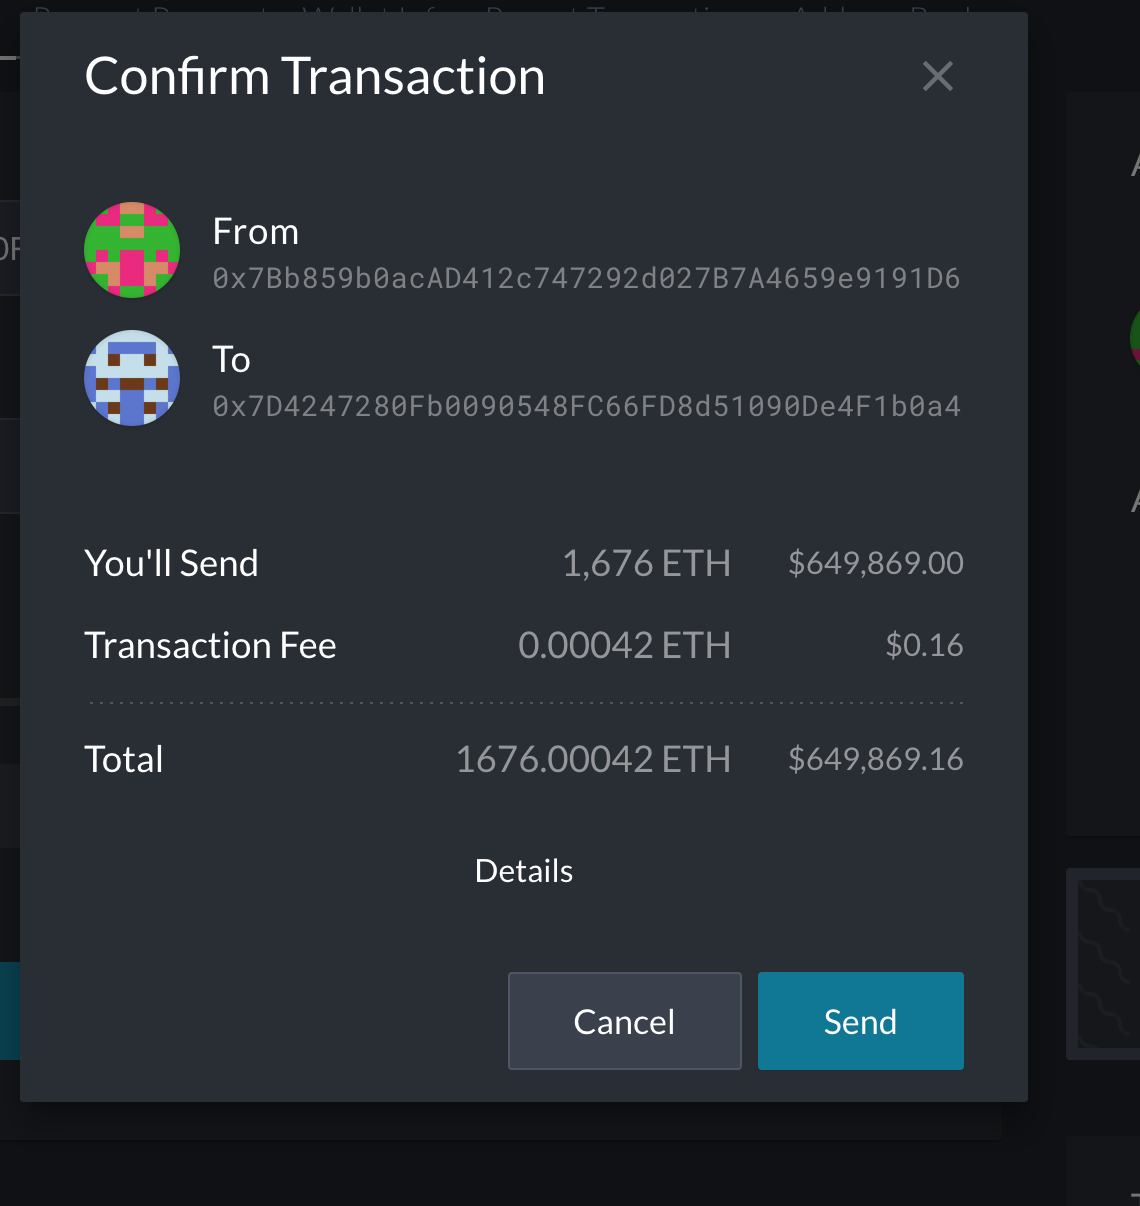 Confirm Transaction
From
0x7Bb859b0acAD412c747292d027B7A4659e9191D6
To
0x7D4247280Fb0090548FC66FD8d51090De4F1b0a4
You'll Send 1,676 ETH $649,869.00
Transaction Fee 0.00042 ETH $0.16
Total 1676.00042 ETH $649,869.16
Details
Cancel Send